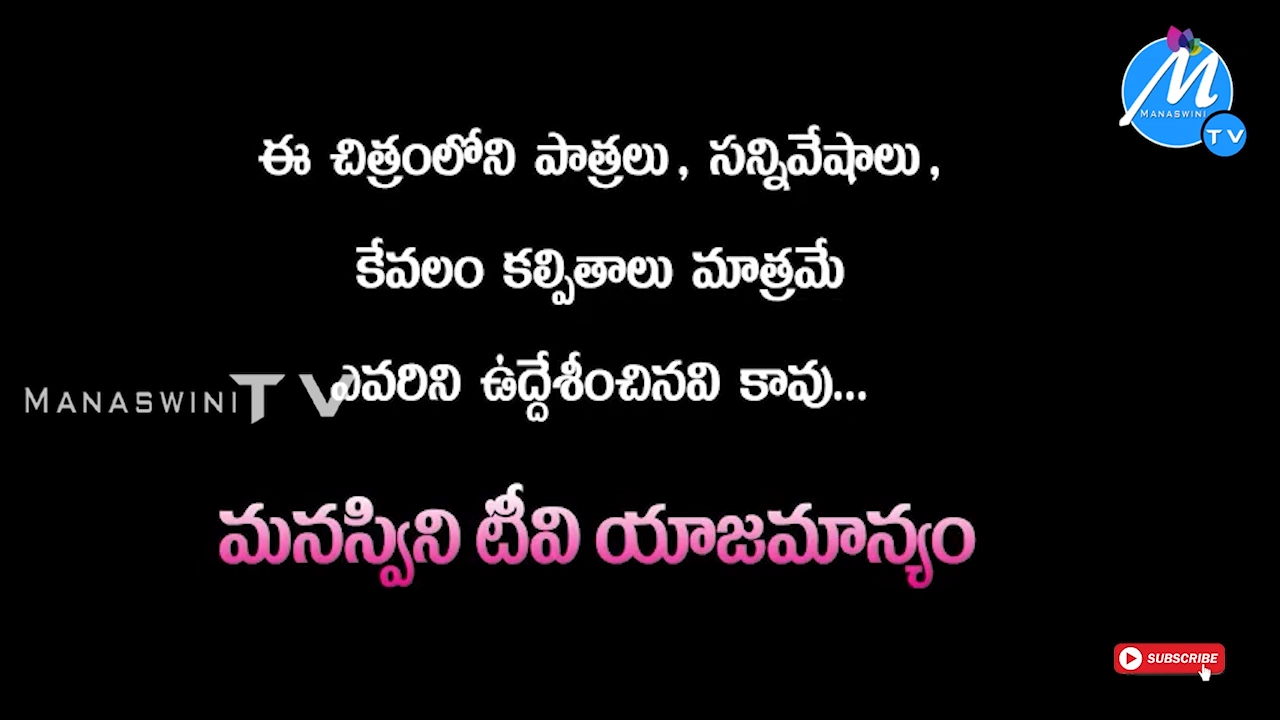 M
MANASWINI
TV
ఈ చిత్రంలోని పాత్రలు, సన్నివేషాలు,
కేవలం కల్పితాలు మాత్రమే
MANASWINI TV
ఎవరిని ఉద్దేశీంచినవి కావు...
మనస్విని టీవి యాజమాన్యం
SUBSCRIBE